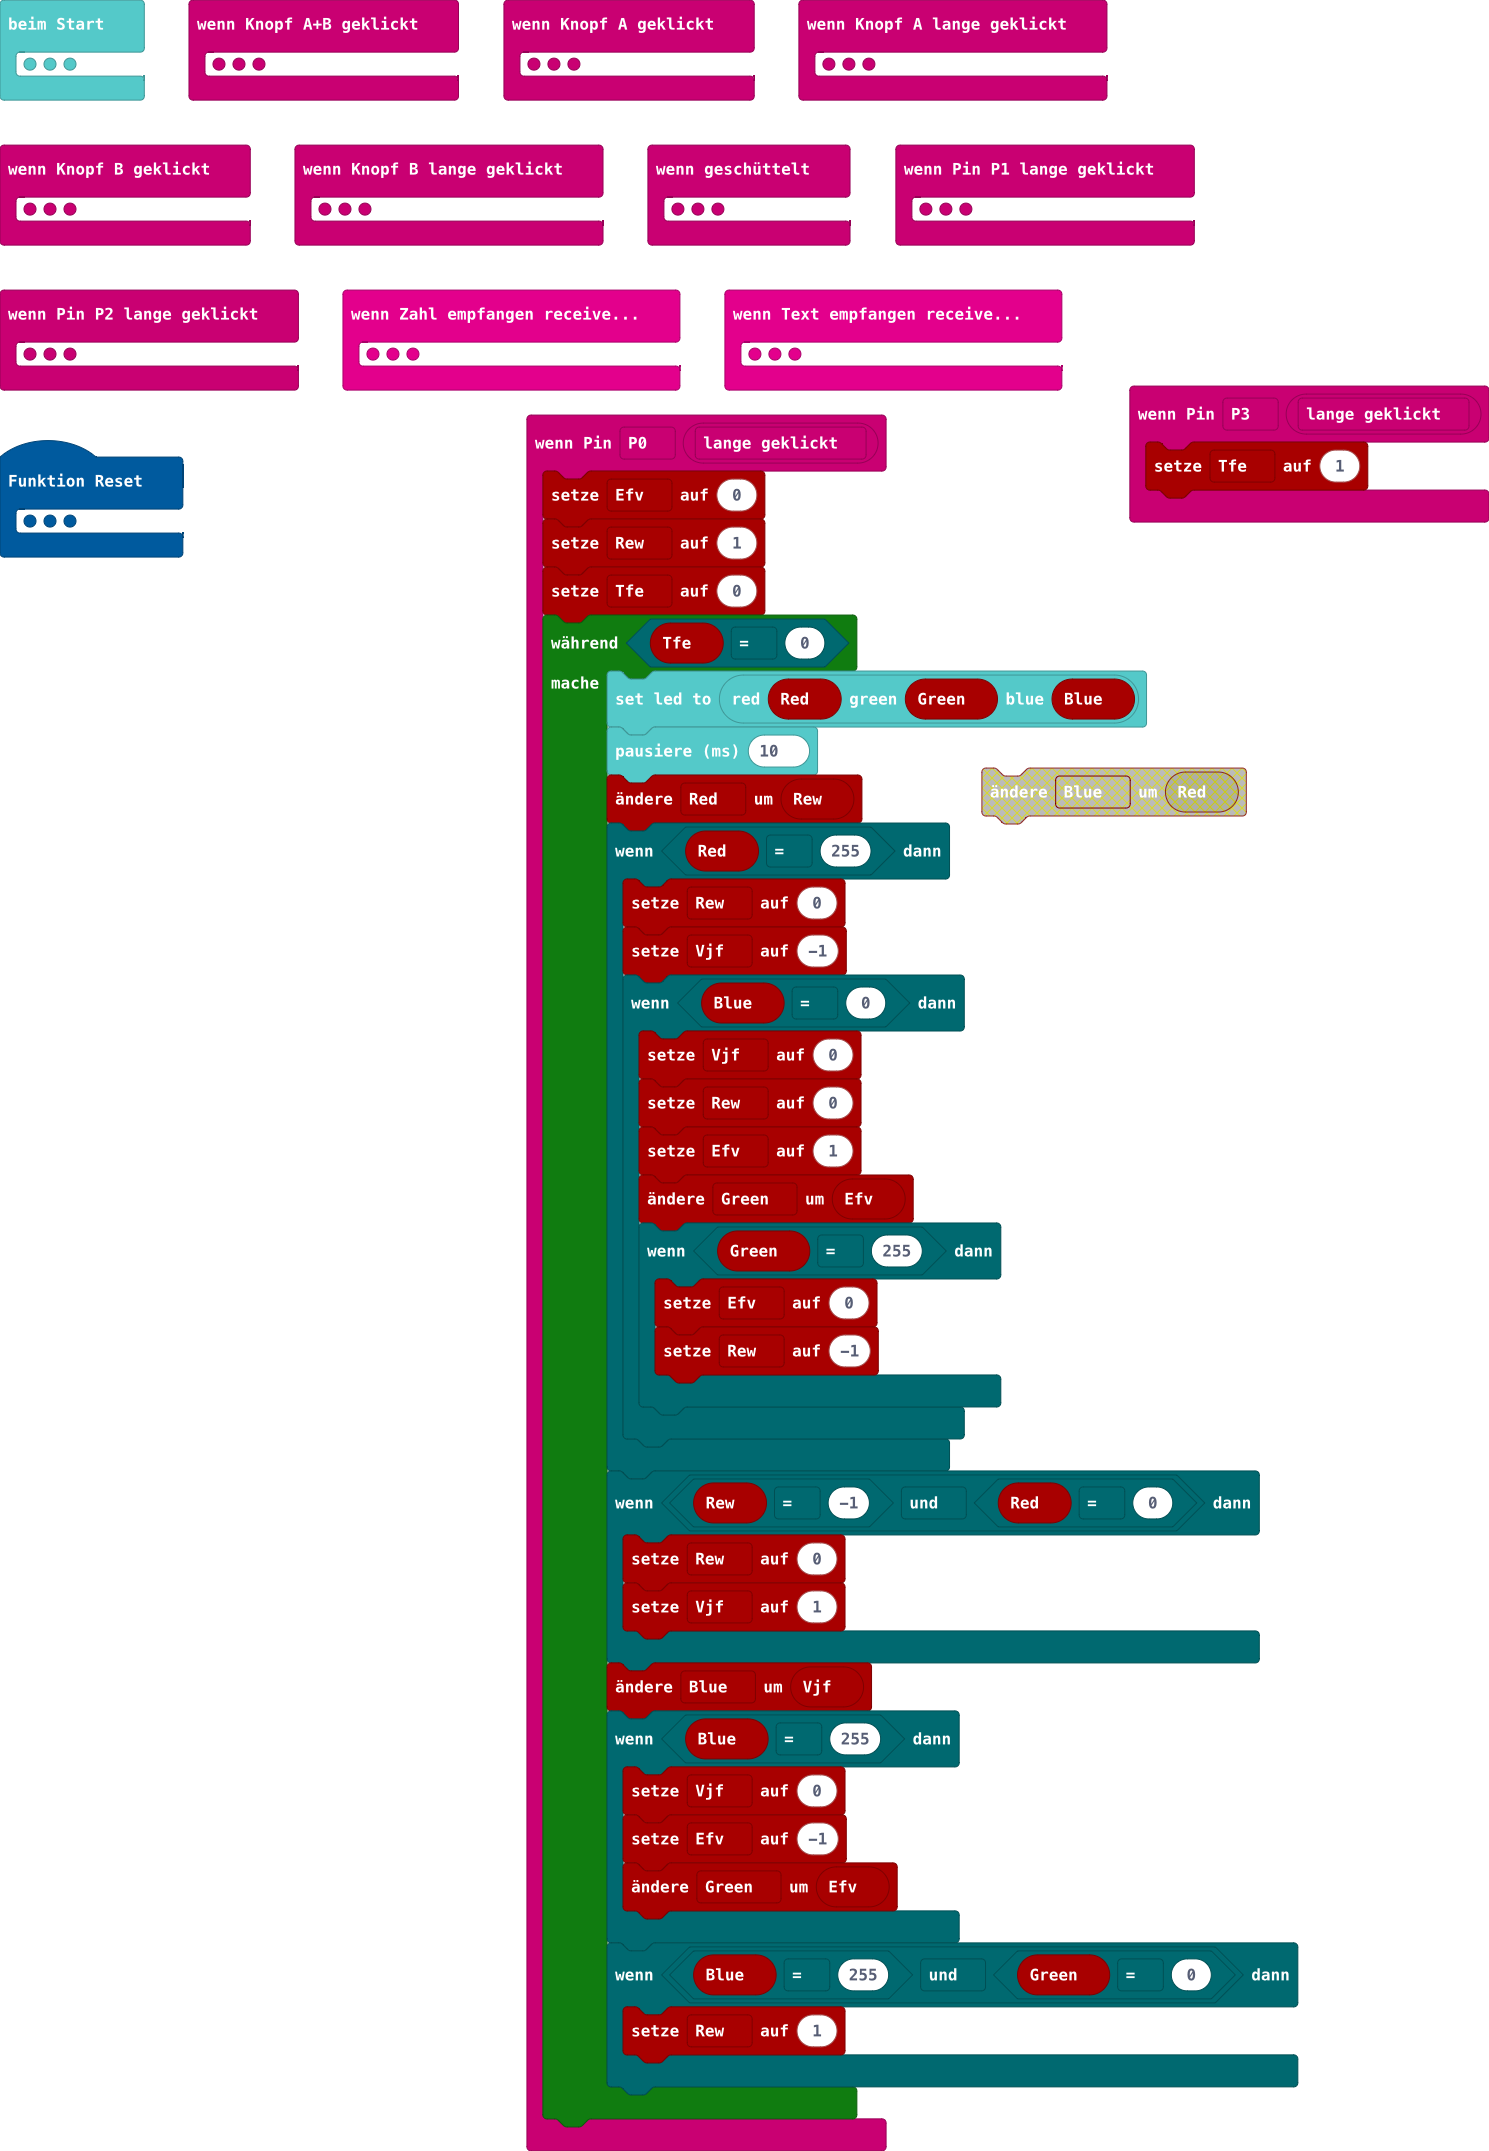 beim Start
wenn Knopf A+B geklickt
wenn Knopf A geklickt
wenn Knopf A lange geklickt
wenn Knopf B geklickt
wenn Knopf B lange geklickt
wenn geschüttelt
wenn Pin P1 lange geklickt
wenn Pin P2 lange geklickt
wenn Zahl empfangen receive...
wenn Text empfangen receive...
wenn Pin P3 lange geklickt
setze Tfe auf 1
Funktion Reset
wenn Pin P0 lange geklickt
setze Efv auf 0
setze Rew auf 1
setze Tfe auf 0
während Tfe = 0
mache
set led to red Red green Green blue Blue
pausiere (ms) 10
ändere Blue um Red
ändere Red um Rew
wenn Red = 255 dann
setze Rew auf 0
setze Vjf auf −1
wenn Blue = 0 dann
setze Vjf auf 0
setze Rew auf 0
setze Efv auf 1
ändere Green um Efv
wenn Green = 255 dann
setze Efv auf 0
setze Rew auf −1
wenn Rew = −1 und Red = 0 dann
setze Rew auf 0
setze Vjf auf 1
ändere Blue um Vjf
wenn Blue = 255 dann
setze Vjf auf 0
setze Efv auf −1
ändere Green um Efv
wenn Blue = 255 und Green = 0 dann
setze Rew auf 1